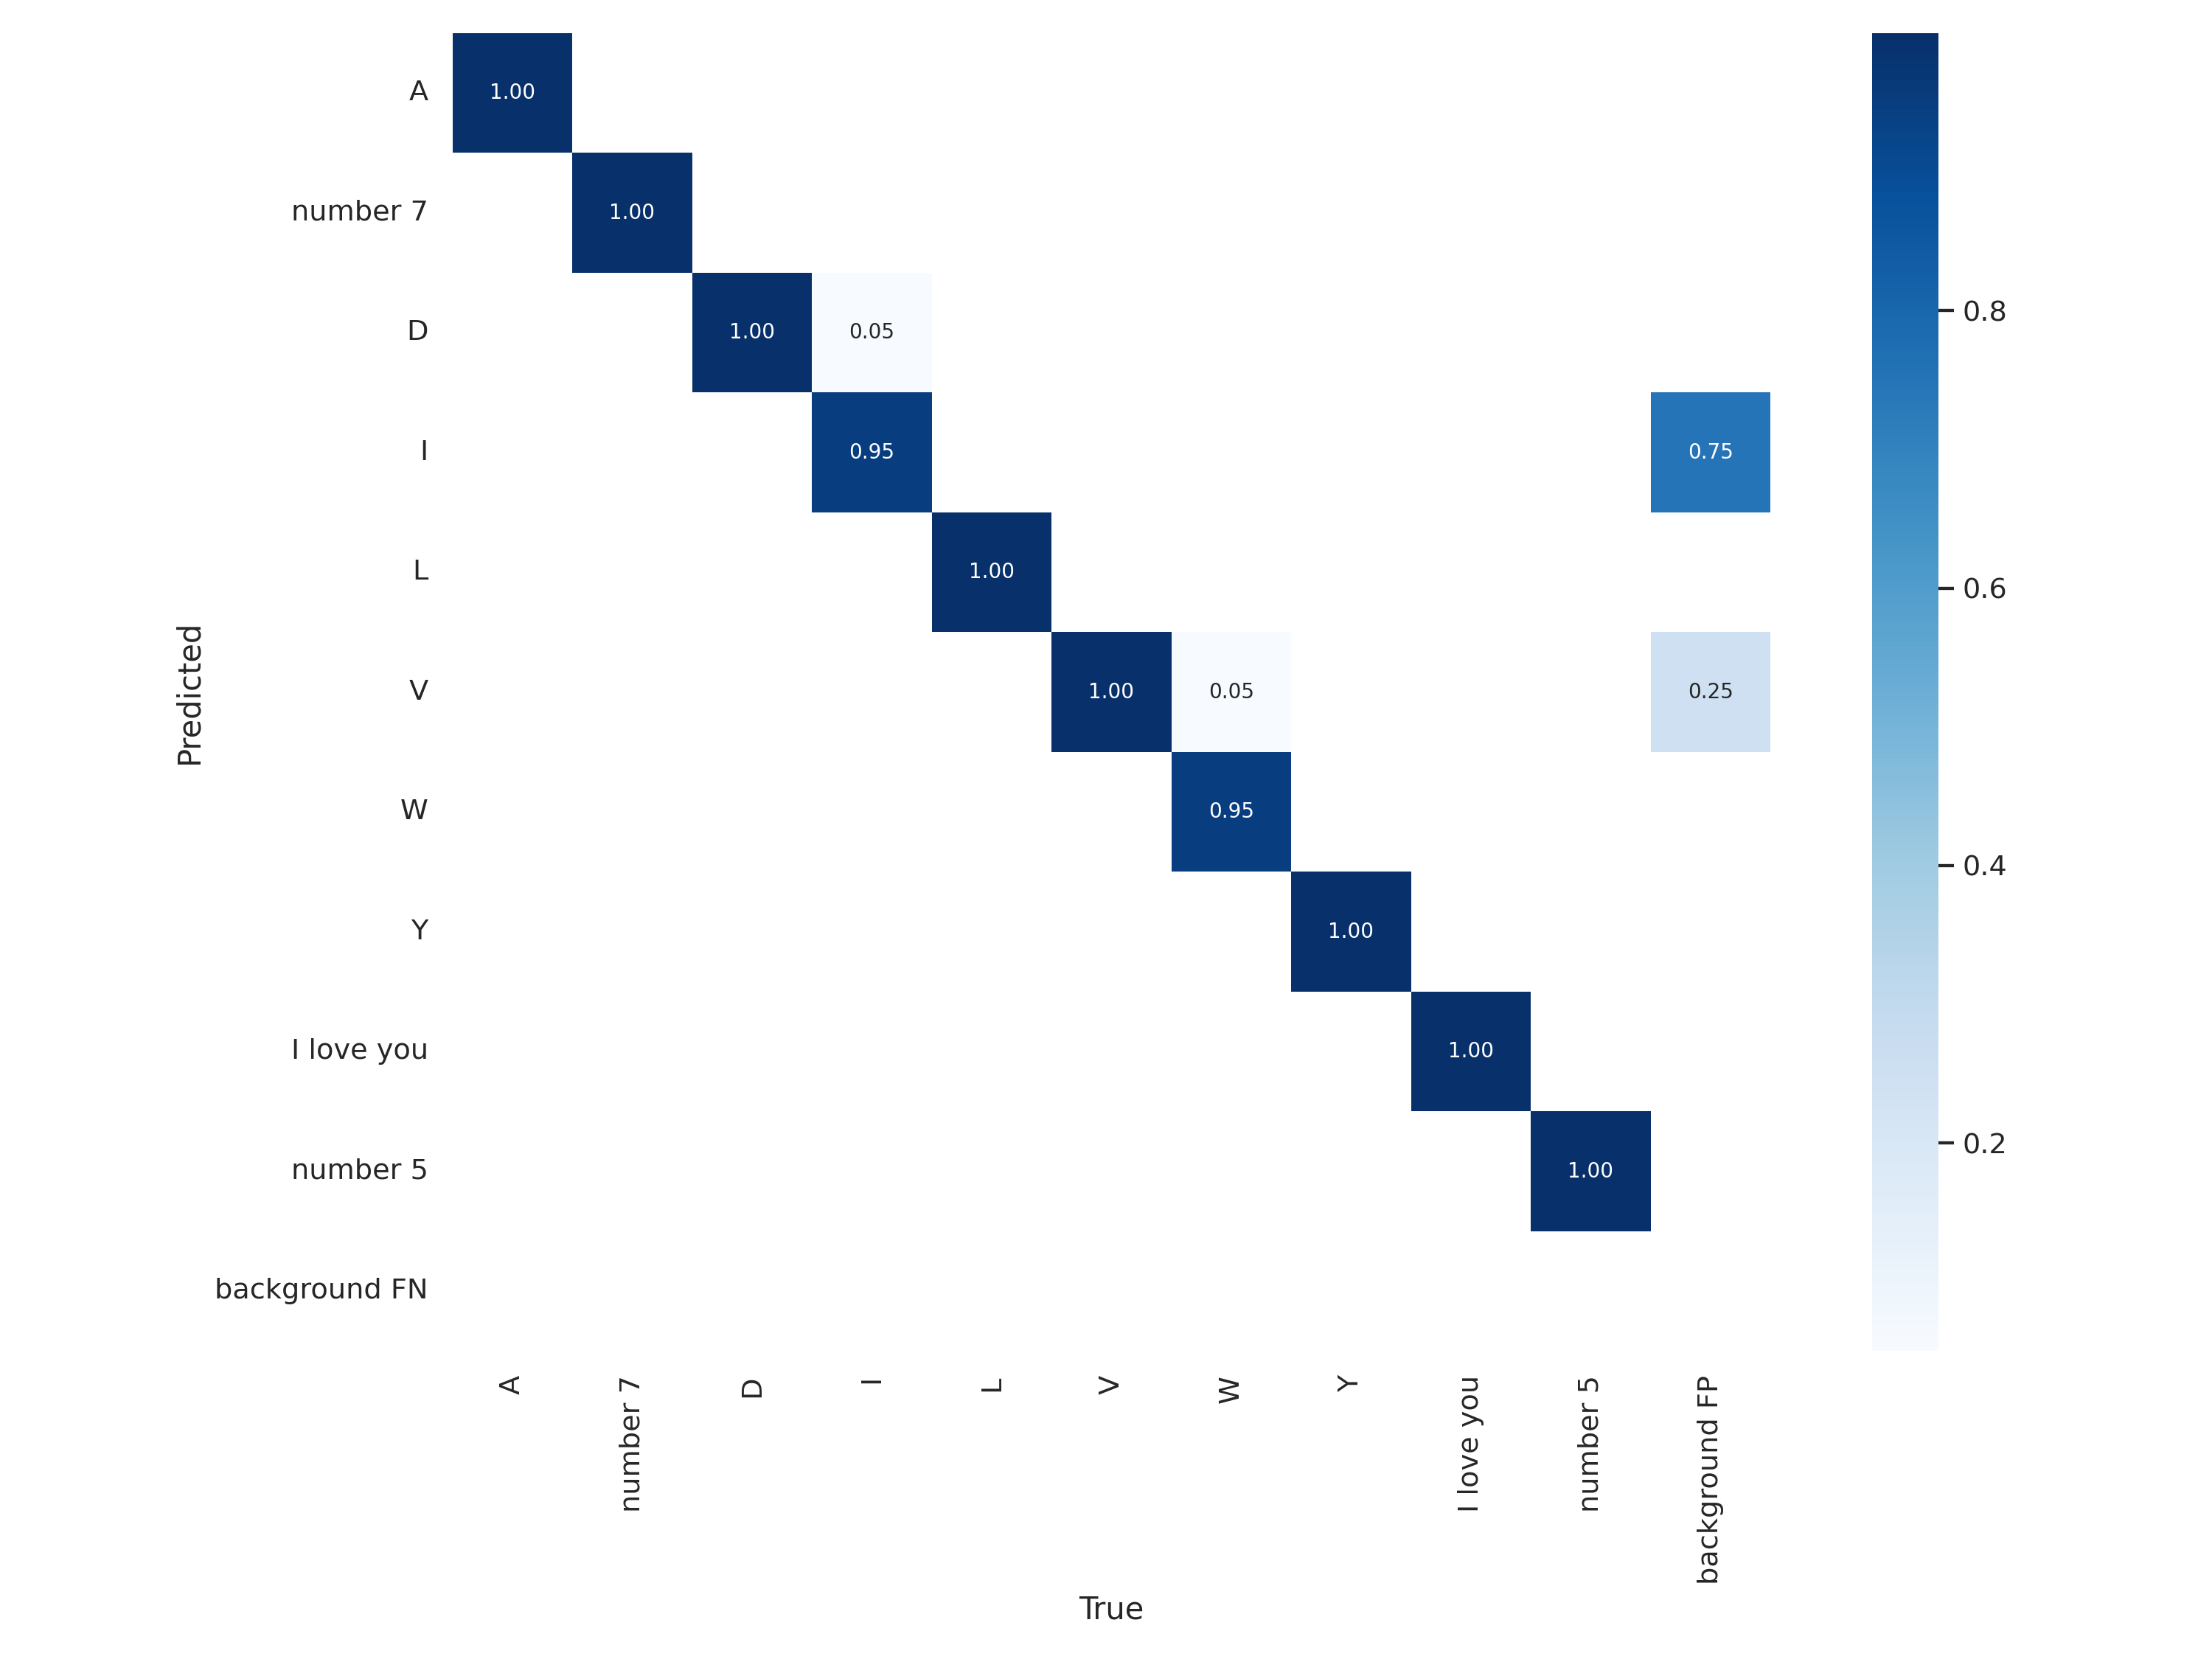 A 1.00
number 7 1.00
D 1.00 0.05
0.8
I 0.95 0.75
L 1.00
0.6
Predicted
V 1.00 0.05 0.25
W 0.95
0.4
Y 1.00
I love you 1.00
0.2
number 5 1.00
background FN
A number 7 D I L V W Y I love you number 5 background FP
True